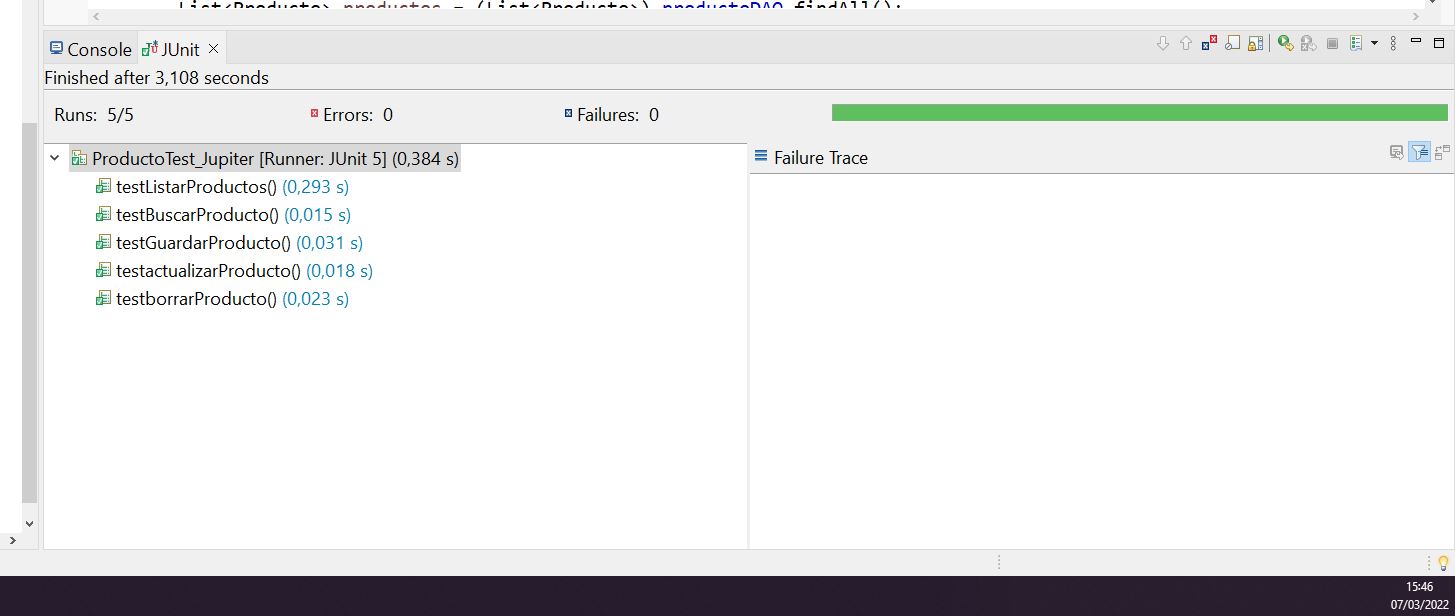 List<Producto> productos = (List<Producto>) productoDAO.findAll();
Console
JUnit
Finished after 3,108 seconds
Runs: 5/5
Errors: 0
Failures: 0
ProductoTest_Jupiter [Runner: JUnit 5] (0,384 s)
Failure Trace
testListarProductos() (0,293 s)
testBuscarProducto() (0,015 s)
testGuardarProducto() (0,031 s)
testactualizarProducto() (0,018 s)
testborrarProducto() (0,023 s)
15:46
07/03/2022